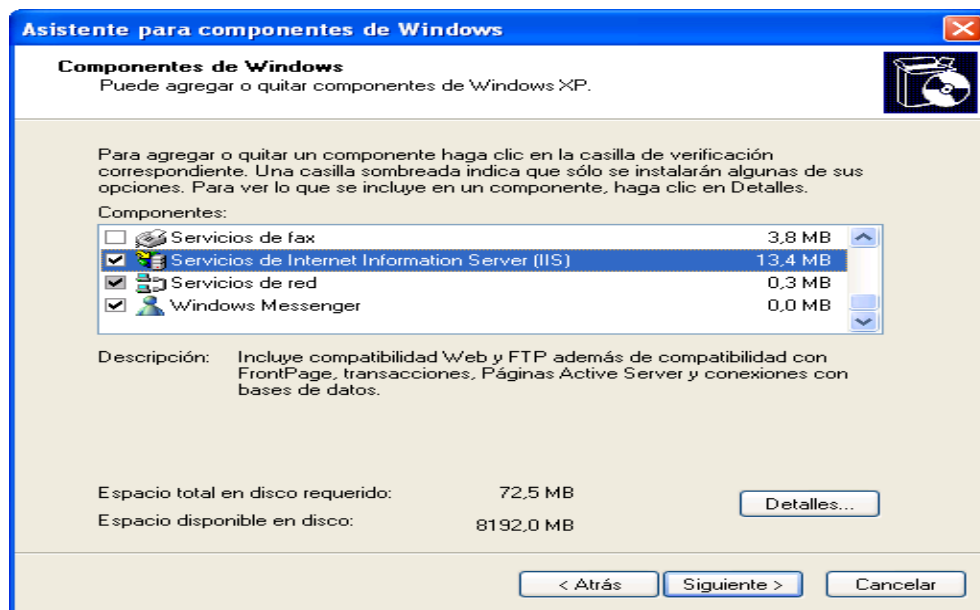 Asistente para componentes de Windows
Componentes de Windows
Puede agregar o quitar componentes de Windows XP.
Para agregar o quitar un componente haga clic en la casilla de verificación
correspondiente. Una casilla sombreada indica que sólo se instalarán algunas de sus
opciones. Para ver lo que se incluye en un componente, haga clic en Detalles.
Componentes:
Servicios de fax 3,8 MB
Servicios de Internet Information Server (IIS) 13,4 MB
Servicios de red 0,3 MB
Windows Messenger 0,0 MB
Descripción: Incluye compatibilidad Web y FTP además de compatibilidad con
FrontPage, transacciones, Páginas Active Server y conexiones con
bases de datos.
Espacio total en disco requerido: 72,5 MB
Detalles...
Espacio disponible en disco: 8192,0 MB
< Atrás Siguiente > Cancelar